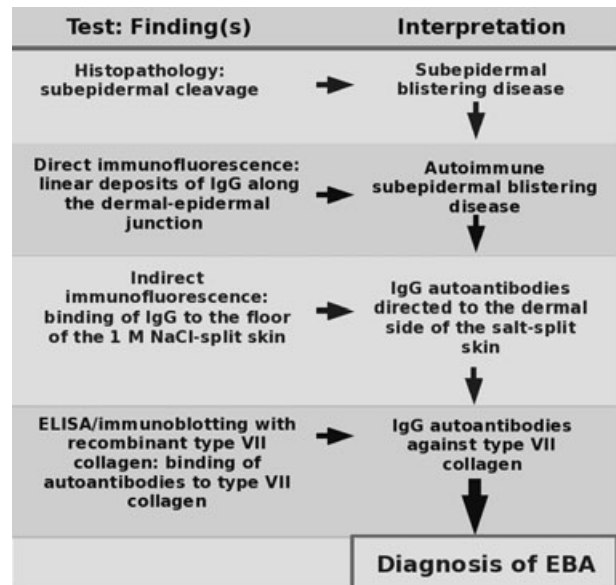 Test: Finding(s)
Interpretation
Histopathology:
subepidermal cleavage
Subepidermal
blistering disease
Direct immunofluorescence:
linear deposits of IgG along
the dermal-epidermal
junction
Autoimmune
subepidermal blistering
disease
Indirect
immunofluorescence:
binding of IgG to the floor
of the 1 M NaCl-split skin
IgG autoantibodies
directed to the dermal
side of the salt-split
skin
ELISA/immunoblotting with
recombinant type VII
collagen: binding of
autoantibodies to type VII
collagen
IgG autoantibodies
against type VII
collagen
Diagnosis of EBA